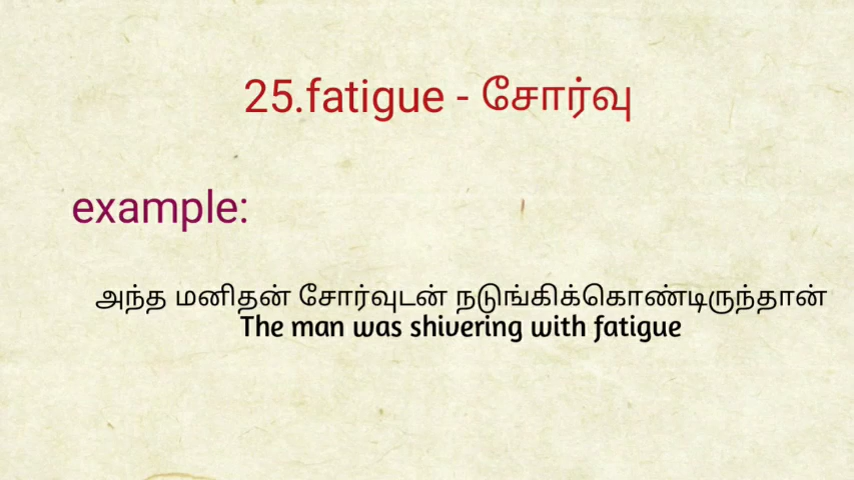 25.fatigue - சோர்வு
example:
அந்த மனிதன் சோர்வுடன் நடுங்கிக்கொண்டிருந்தான்
The man was shivering with fatigue